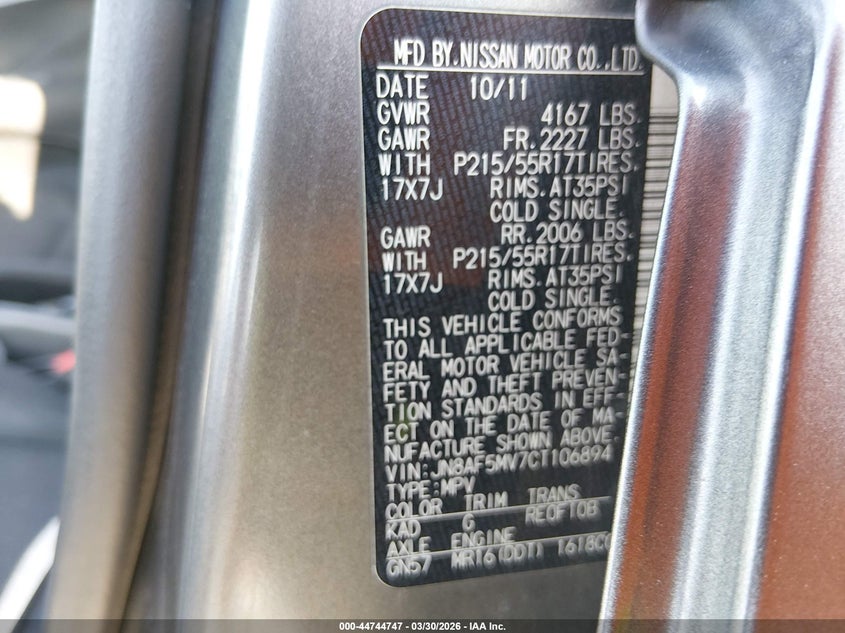 MFD BY.NISSAN MOTOR CO.,LTD.
DATE 10/11
GVWR 4167 LBS.
GAWR FR.2227 LBS.
WITH P215/55R17TIRES.
17X7J RIMS.AT35PSI
COLD SINGLE.
GAWR RR.2006 LBS.
WITH P215/55R17TIRES.
17X7J RIMS.AT35PSI
COLD SINGLE.
THIS VEHICLE CONFORMS
TO ALL APPLICABLE FED-
ERAL MOTOR VEHICLE SA-
FETY AND THEFT PREVEN-
TION STANDARDS IN EFF-
ECT ON THE DATE OF MA-
NUFACTURE SHOWN ABOVE.
VIN:JN8AF5MV7CT106894
TYPE:MPV
COLOR TRIM TRANS
KAD G RE0F10B
AXLE ENGINE
GN57 MR16(DDT) 1618CC
000-44744747 // 03/30/2026 -- IAA Inc.